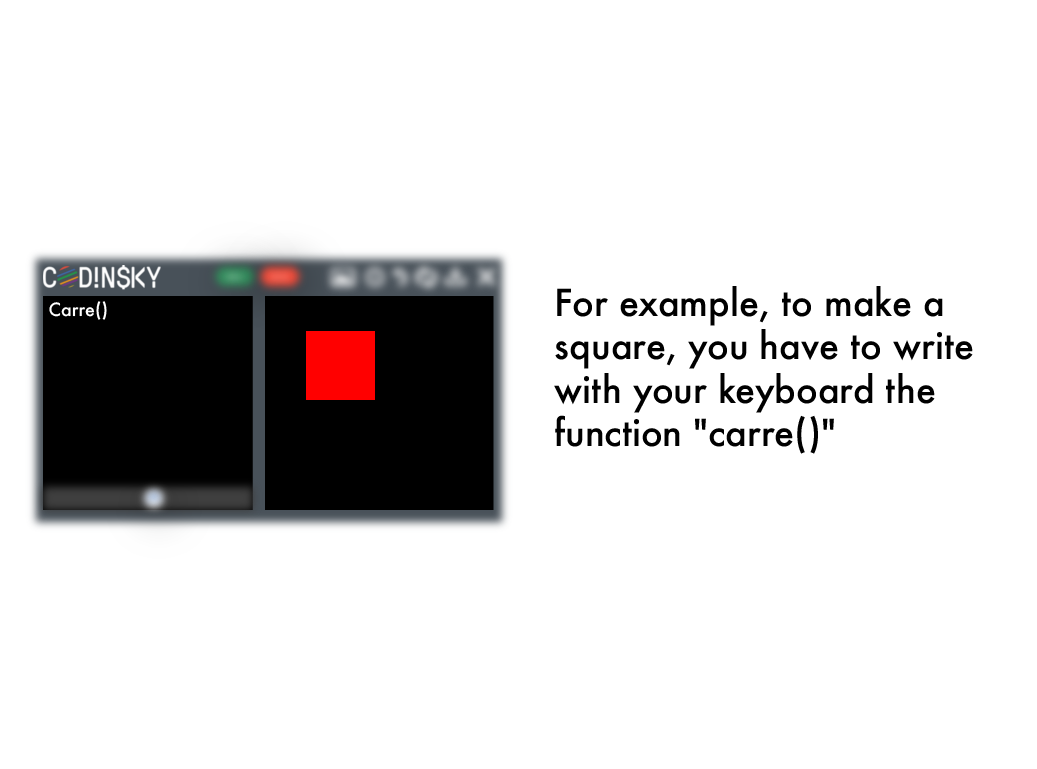 CODINSKY
Carre()
For example, to make a
square, you have to write
with your keyboard the
function "carre()"